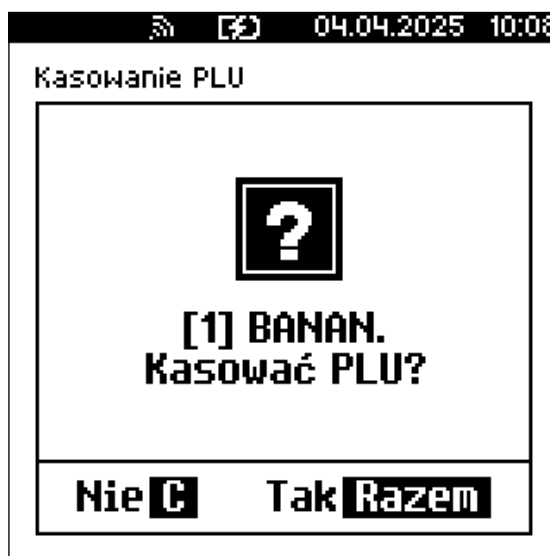 04.04.2025 10:08
Kasowanie PLU
?
[1] BANAN.
Kasować PLU?
Nie C Tak Razem